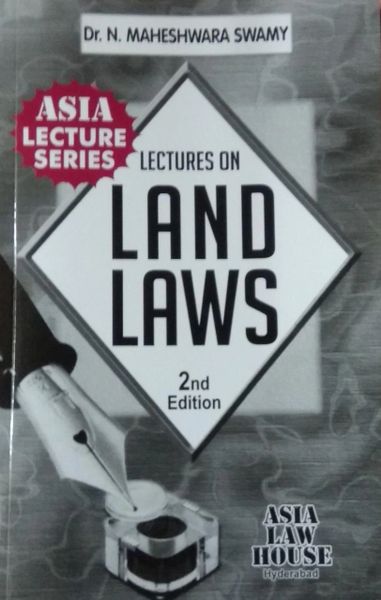 Dr. N. MAHESHWARA SWAMY
ASIA
LECTURE
SERIES
LECTURES ON
LAND
LAWS
2nd
Edition
ASIA
LAW
HOUSE
Hyderabad